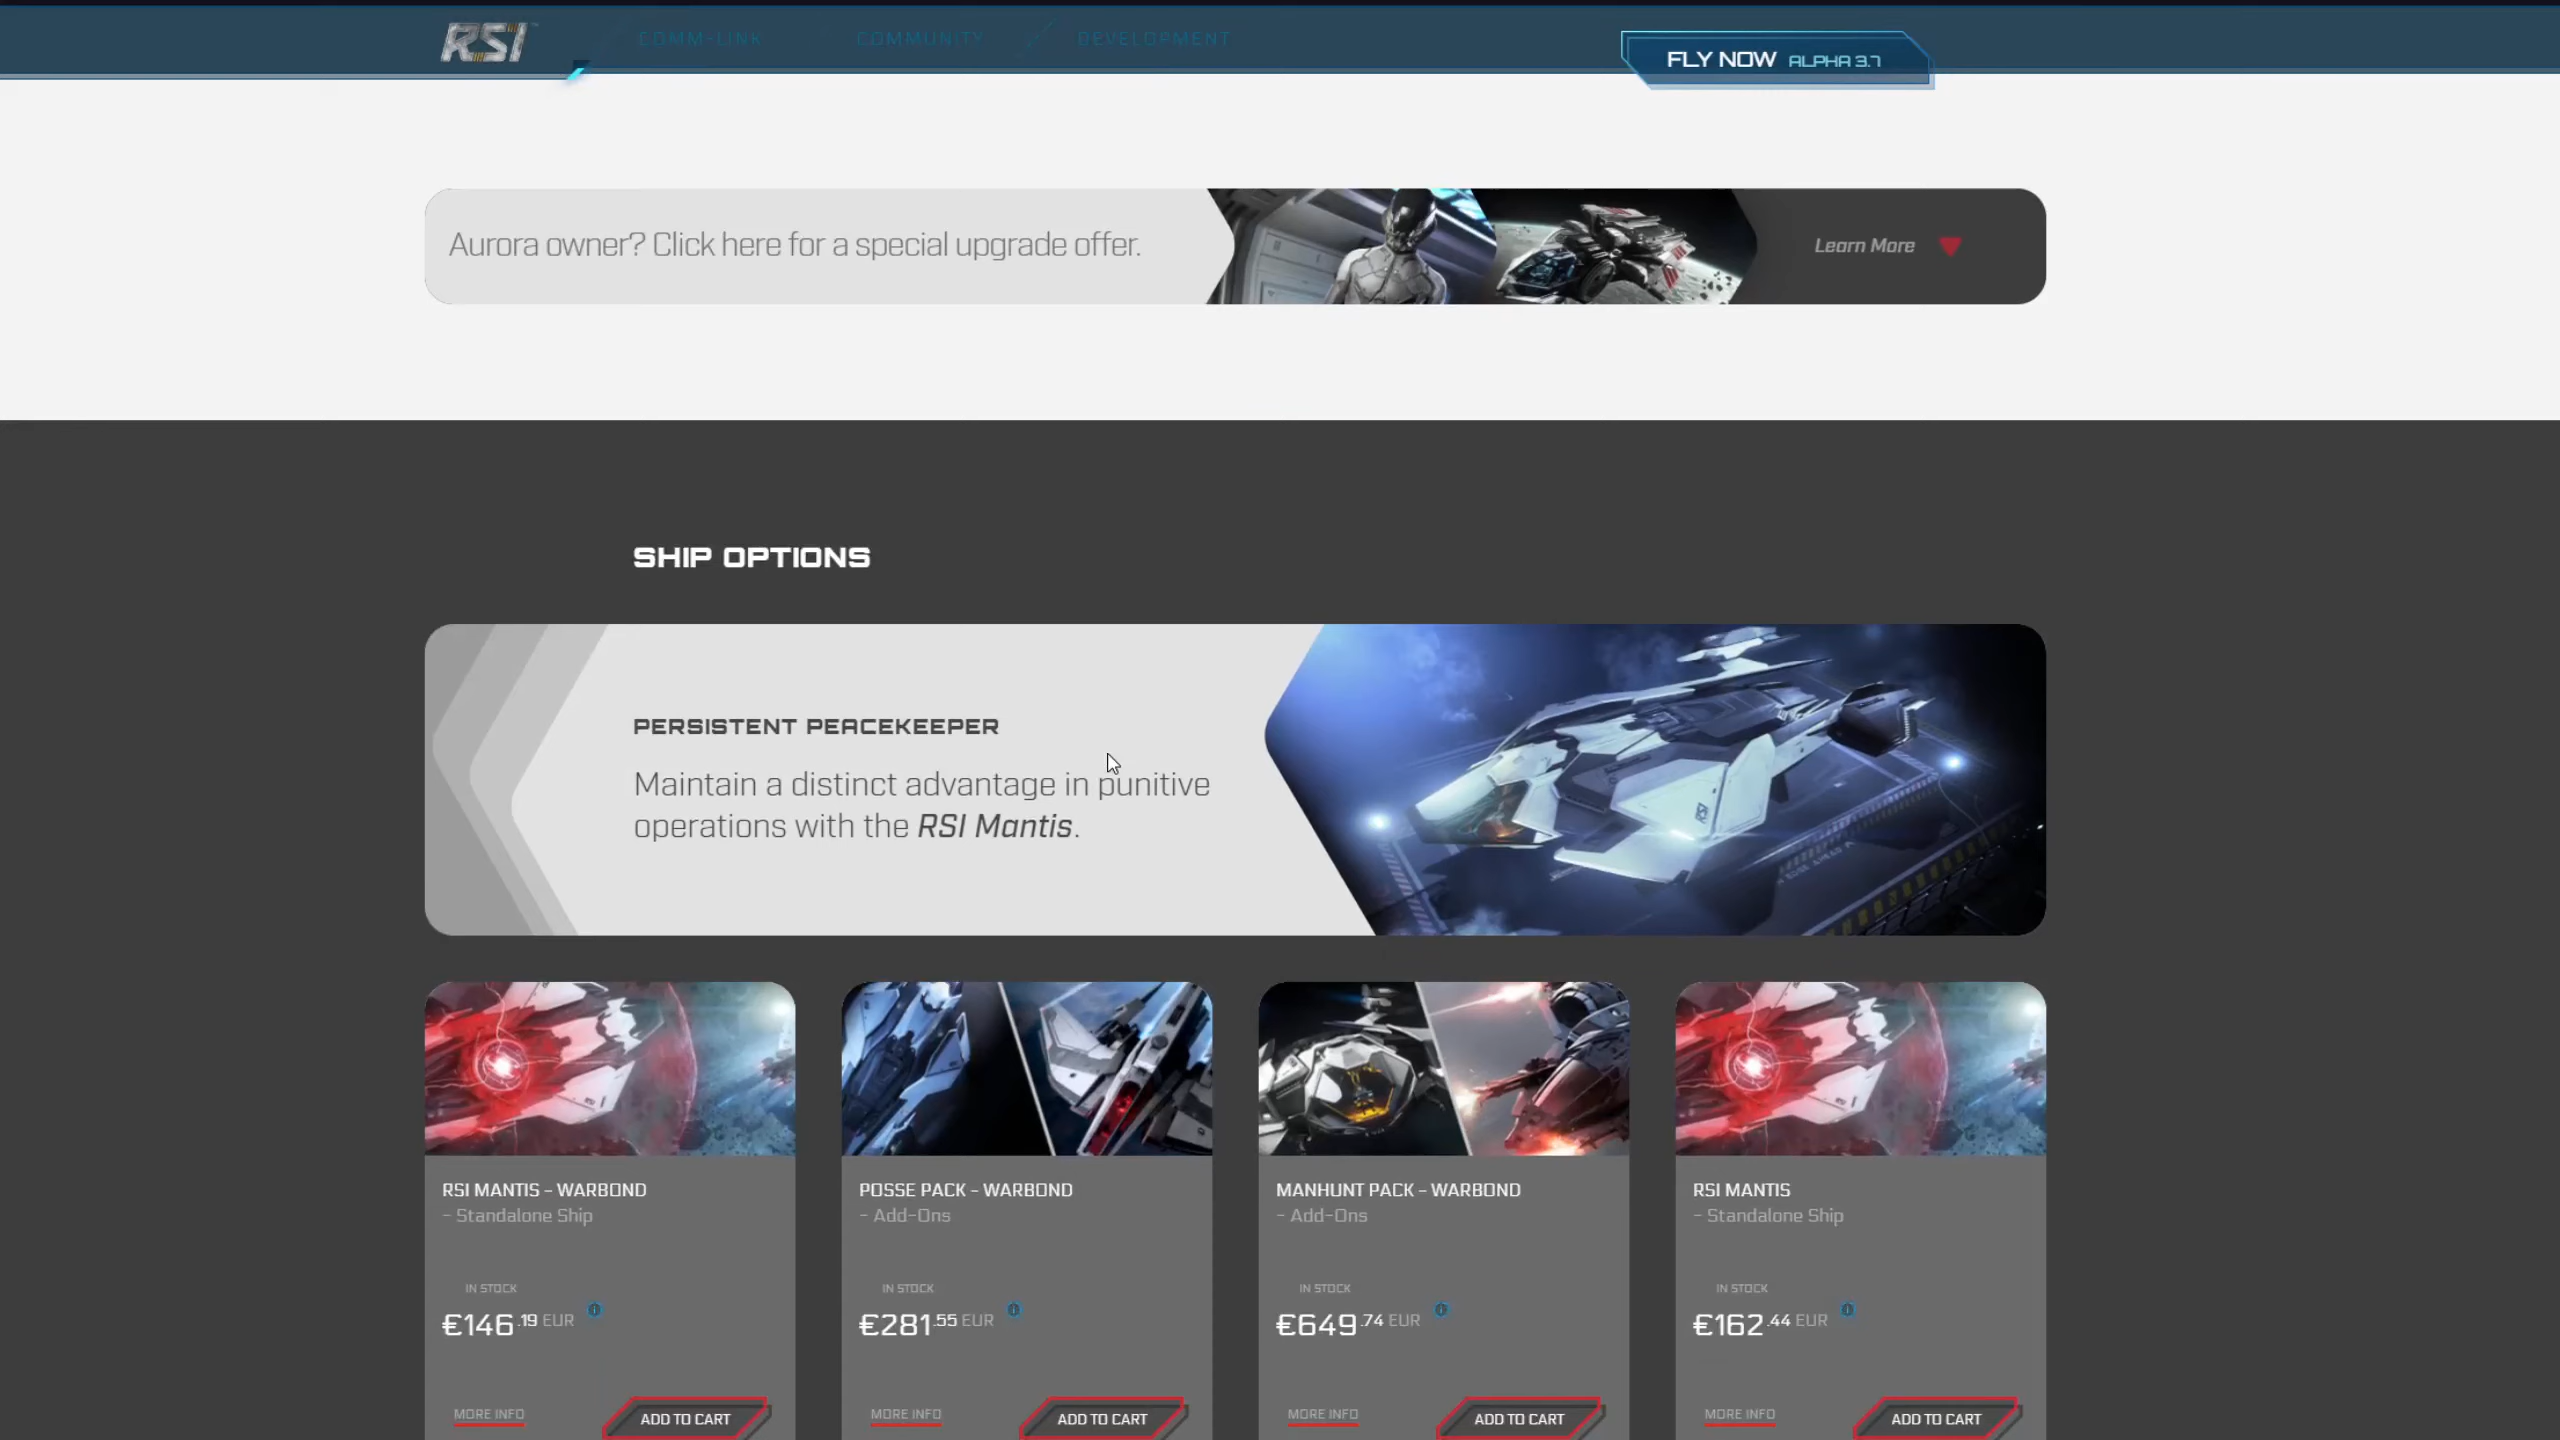 RSI
COMM-LINK
COMMUNITY
DEVELOPMENT
FLY NOW ALPHA 3.7
Aurora owner? Click here for a special upgrade offer.
Learn More
SHIP OPTIONS
PERSISTENT PEACEKEEPER
Maintain a distinct advantage in punitive
operations with the RSI Mantis.
RSI MANTIS - WARBOND
- Standalone Ship
IN STOCK
€146.19 EUR
MORE INFO
ADD TO CART
POSSE PACK - WARBOND
- Add-Ons
IN STOCK
€281.55 EUR
MORE INFO
ADD TO CART
MANHUNT PACK - WARBOND
- Add-Ons
IN STOCK
€649.74 EUR
MORE INFO
ADD TO CART
RSI MANTIS
- Standalone Ship
IN STOCK
€162.44 EUR
MORE INFO
ADD TO CART